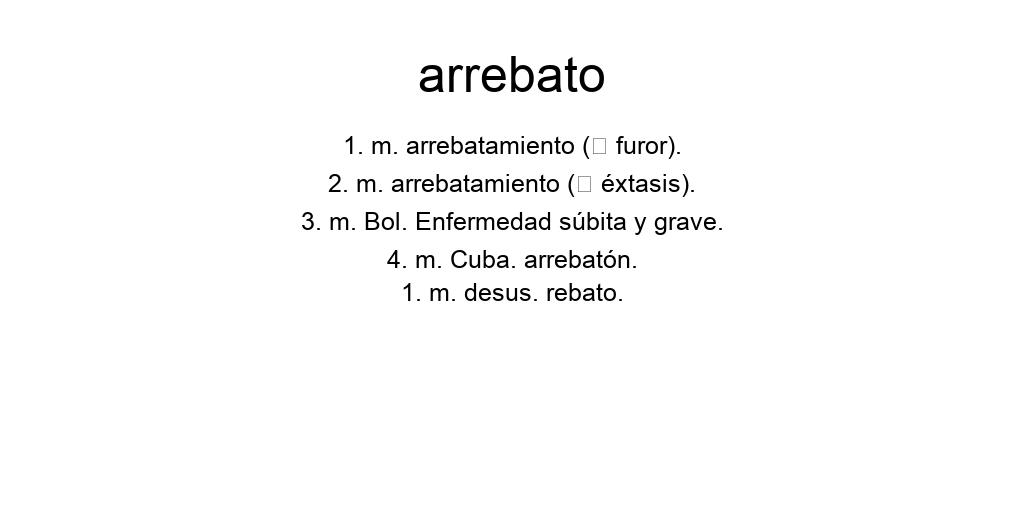 arrebato
1. m. arrebatamiento (□ furor).
2. m. arrebatamiento (□ éxtasis).
3. m. Bol. Enfermedad súbita y grave.
4. m. Cuba. arrebatón.
1. m. desus. rebato.